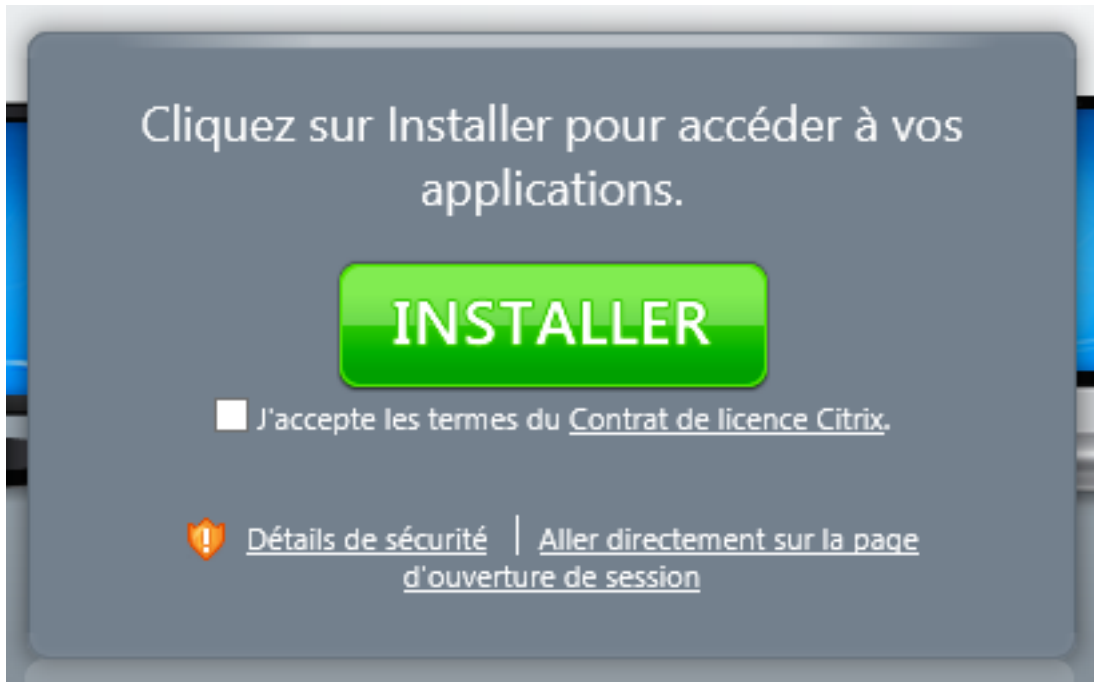 Cliquez sur Installer pour accéder à vos
applications.
INSTALLER
J'accepte les termes du Contrat de licence Citrix.
Détails de sécurité | Aller directement sur la page
d'ouverture de session